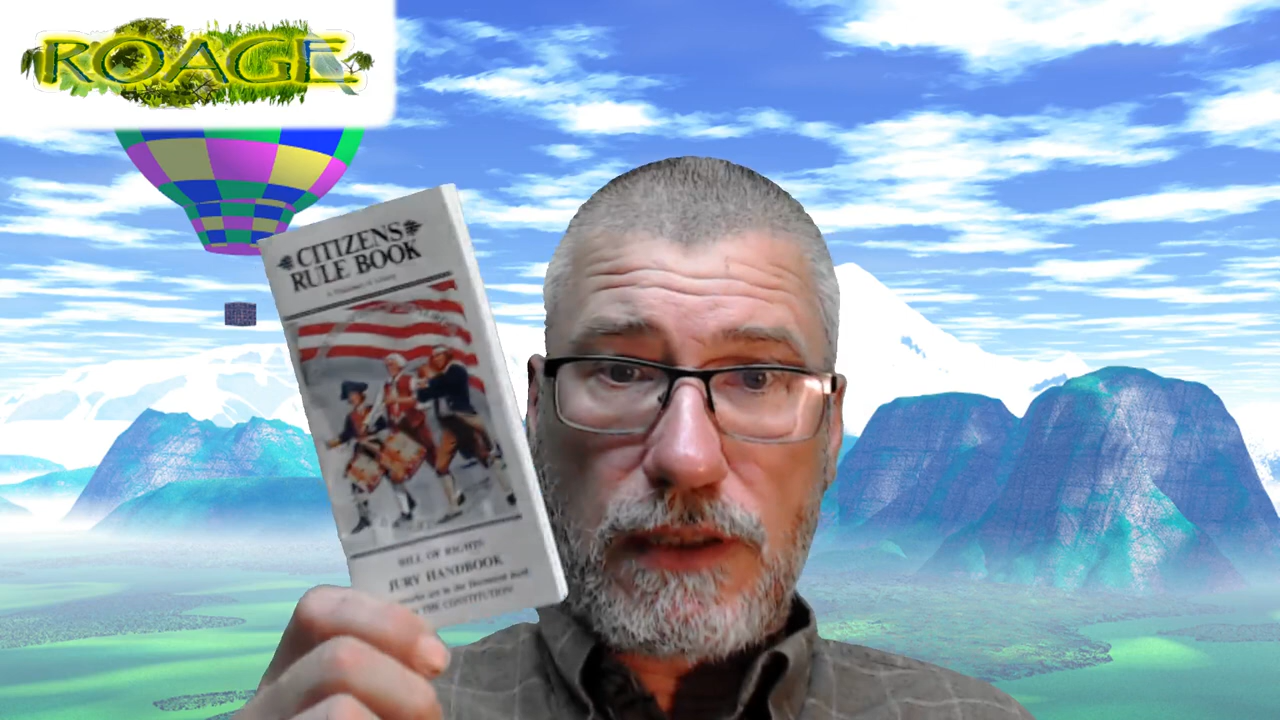 ROAGE
CITIZENS
RULE BOOK
BILL OF RIGHTS
JURY HANDBOOK
THE CONSTITUTION